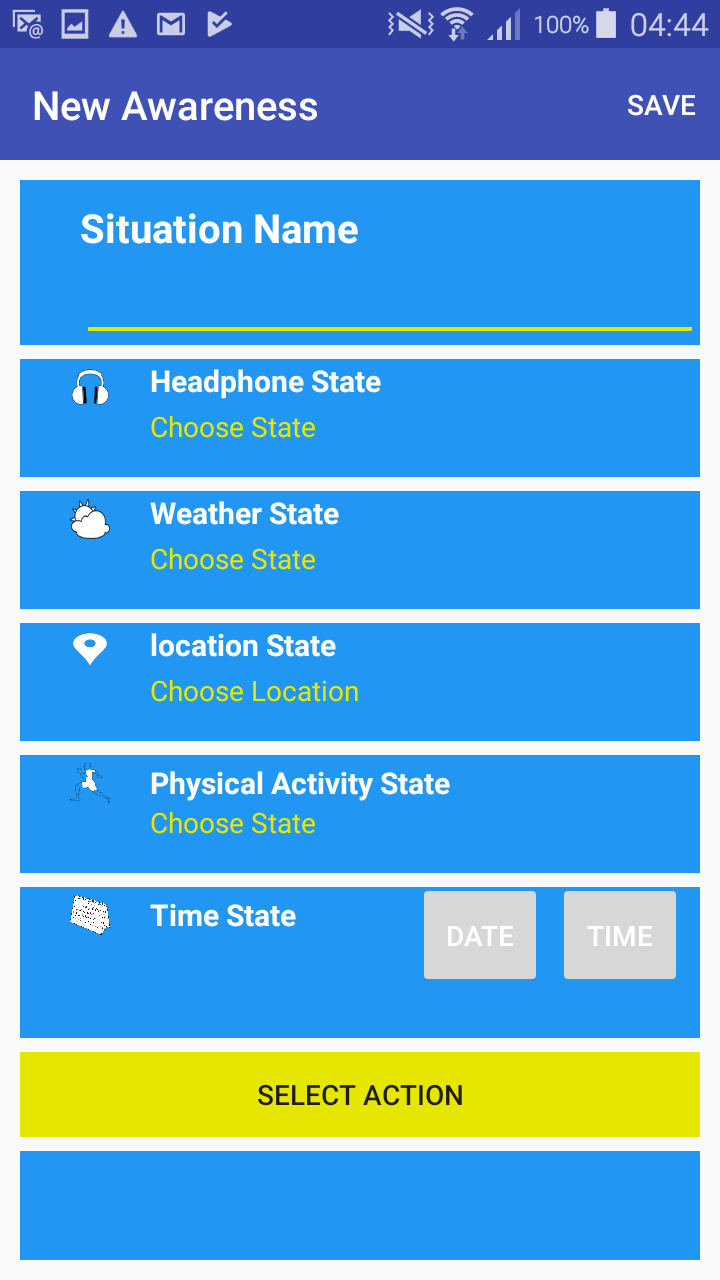 100% 04:44
New Awareness SAVE
Situation Name
Headphone State
Choose State
Weather State
Choose State
location State
Choose Location
Physical Activity State
Choose State
Time State DATE TIME
SELECT ACTION